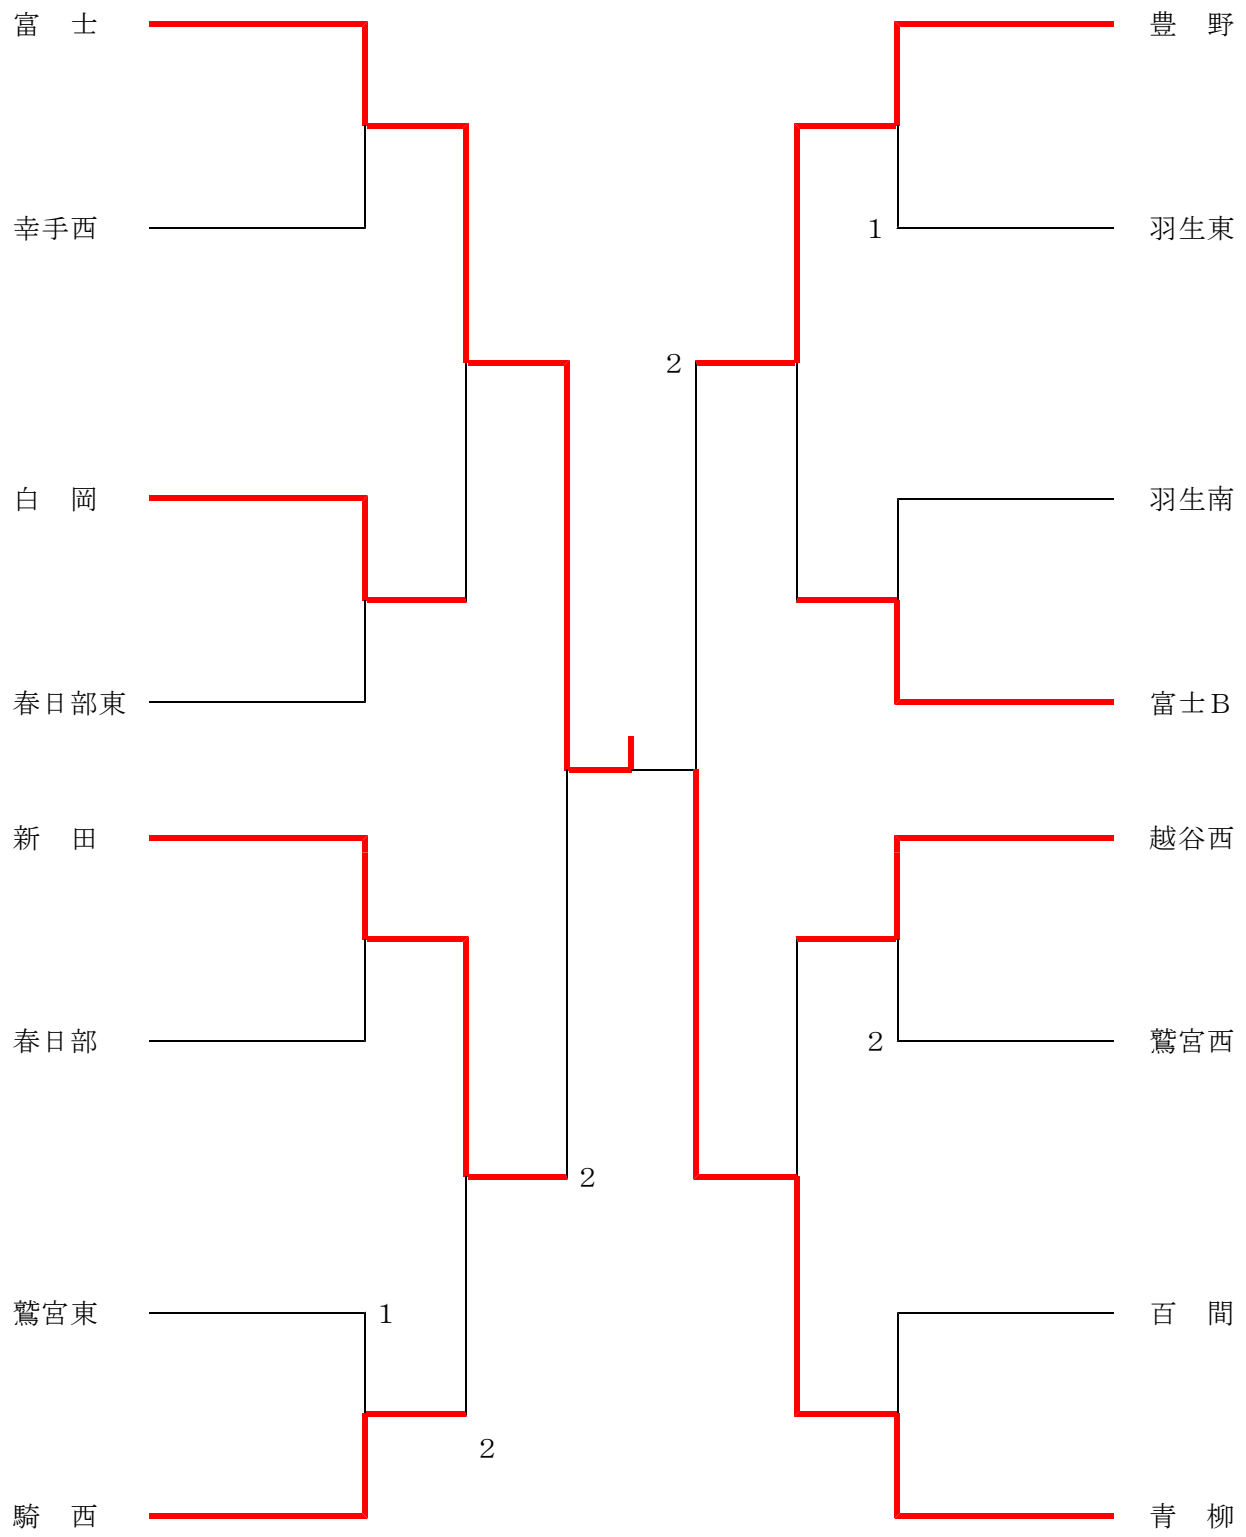 富　士
豊　野
幸手西
1
羽生東
2
白　岡
羽生南
春日部東
富士Ｂ
新　田
越谷西
春日部
2
鷲宮西
2
鷲宮東
1
百　間
2
騎　西
青　柳